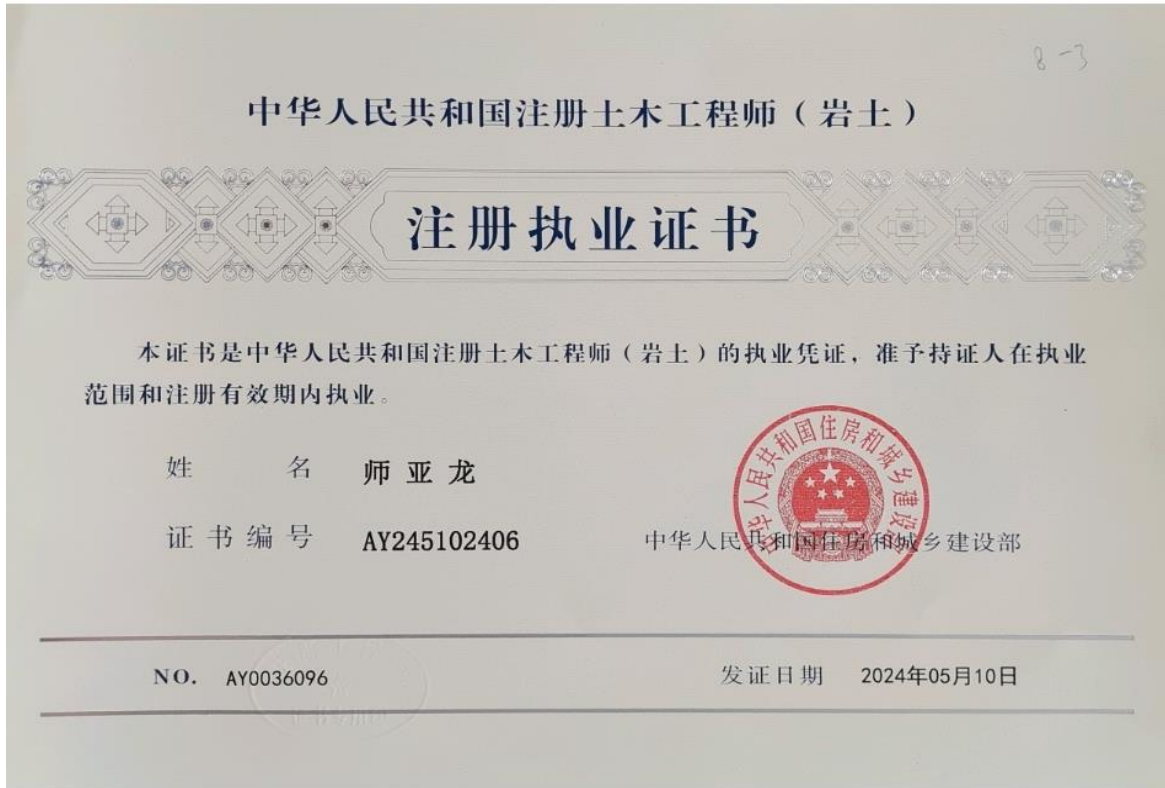 8-3
中华人民共和国注册土木工程师（岩土）
注册执业证书
本证书是中华人民共和国注册土木工程师（岩土）的执业凭证，准予持证人在执业
范围和注册有效期内执业。
姓 名 师亚龙
中华人民共和国住房和城乡建设部
证书编号 AY245102406 中华人民共和国住房和城乡建设部
NO. AY0036096 发证日期 2024年05月10日